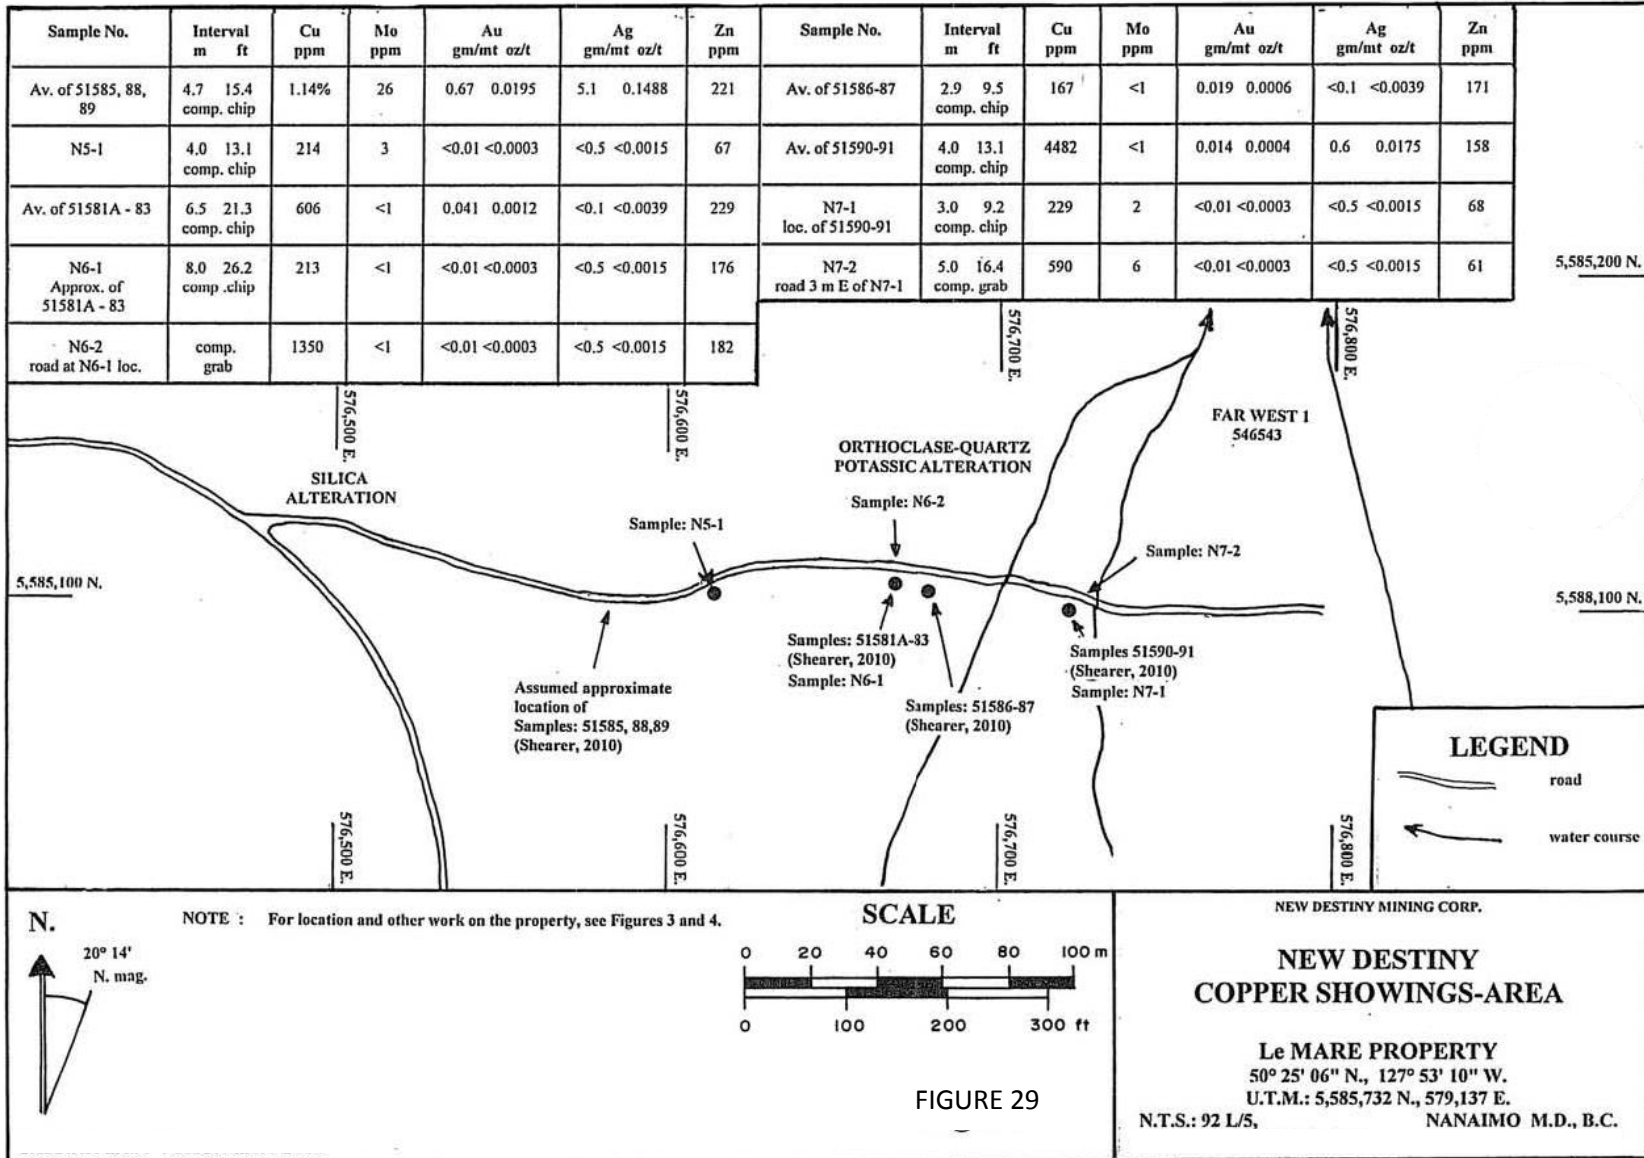 Sample No. Interval m ft Cu ppm Mo ppm Au gm/mt oz/t Ag gm/mt oz/t Zn ppm
Av. of 51585, 88, 89 4.7 15.4 comp. chip 1.14% 26 0.67 0.0195 5.1 0.1488 221
N5-1 4.0 13.1 comp. chip 214 3 <0.01 <0.0003 <0.5 <0.0015 67
Av. of 51581A - 83 6.5 21.3 comp. chip 606 <1 0.041 0.0012 <0.1 <0.0039 229
N6-1 Approx. of 51581A - 83 8.0 26.2 comp .chip 213 <1 <0.01 <0.0003 <0.5 <0.0015 176
N6-2 road at N6-1 loc. comp. grab 1350 <1 <0.01 <0.0003 <0.5 <0.0015 182
Sample No. Interval m ft Cu ppm Mo ppm Au gm/mt oz/t Ag gm/mt oz/t Zn ppm
Av. of 51586-87 2.9 9.5 comp. chip 167 <1 0.019 0.0006 <0.1 <0.0039 171
Av. of 51590-91 4.0 13.1 comp. chip 4482 <1 0.014 0.0004 0.6 0.0175 158
N7-1 loc. of 51590-91 3.0 9.2 comp. chip 229 2 <0.01 <0.0003 <0.5 <0.0015 68
N7-2 road 3 m E of N7-1 5.0 16.4 comp. grab 590 6 <0.01 <0.0003 <0.5 <0.0015 61
5,585,200 N.
576,500 E.
576,600 E.
576,700 E.
576,800 E.
FAR WEST 1
546543
SILICA
ALTERATION
ORTHOCLASE-QUARTZ
POTASSIC ALTERATION
Sample: N5-1
Sample: N6-2
Sample: N7-2
5,585,100 N.
5,588,100 N.
Assumed approximate
location of
Samples: 51585, 88,89
(Shearer, 2010)
Samples: 51581A-83
(Shearer, 2010)
Sample: N6-1
Samples: 51586-87
(Shearer, 2010)
Samples 51590-91
(Shearer, 2010)
Sample: N7-1
576,500 E.
576,600 E.
576,700 E.
576,800 E.
LEGEND
road
water course
N.
20° 14'
N. mag.
NOTE : For location and other work on the property, see Figures 3 and 4.
SCALE
0 20 40 60 80 100 m
0 100 200 300 ft
FIGURE 29
NEW DESTINY MINING CORP.
NEW DESTINY
COPPER SHOWINGS-AREA
Le MARE PROPERTY
50° 25' 06" N., 127° 53' 10" W.
U.T.M.: 5,585,732 N., 579,137 E.
N.T.S.: 92 L/5, NANAIMO M.D., B.C.